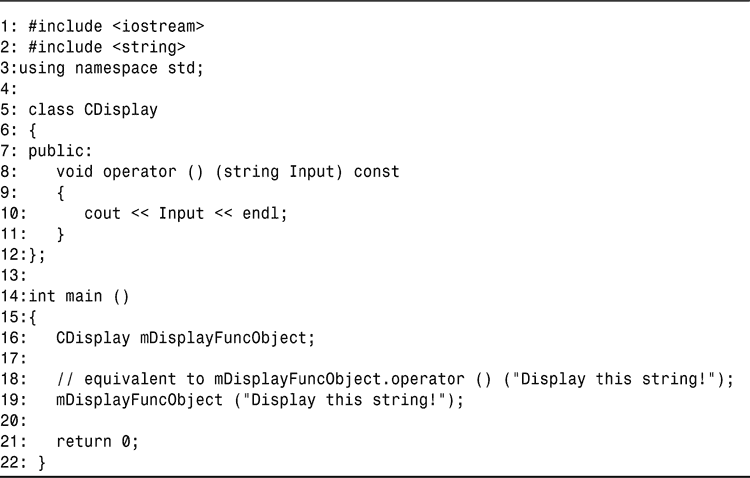 1: #include <iostream>
2: #include <string>
3:using namespace std;
4:
5: class CDisplay
6: {
7: public:
8:    void operator () (string Input) const
9:    {
10:      cout << Input << endl;
11:   }
12:};
13:
14:int main ()
15:{
16:   CDisplay mDisplayFuncObject;
17:
18:   // equivalent to mDisplayFuncObject.operator () ("Display this string!");
19:   mDisplayFuncObject ("Display this string!");
20:
21:   return 0;
22: }